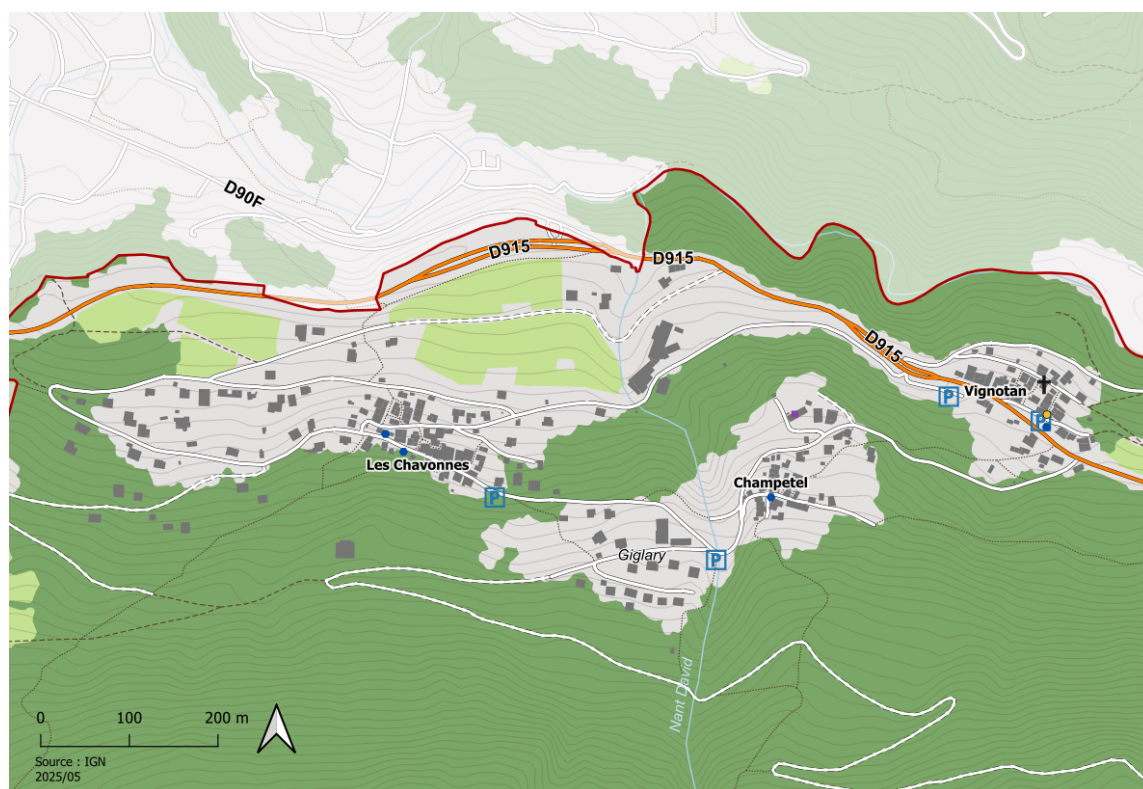 D90F
D915
D915
D915
P
Vignotan
P
Les Chavonnes
Champetel
P
Giglary
P
Nant David
0 100 200 m
Source : IGN
2025/05